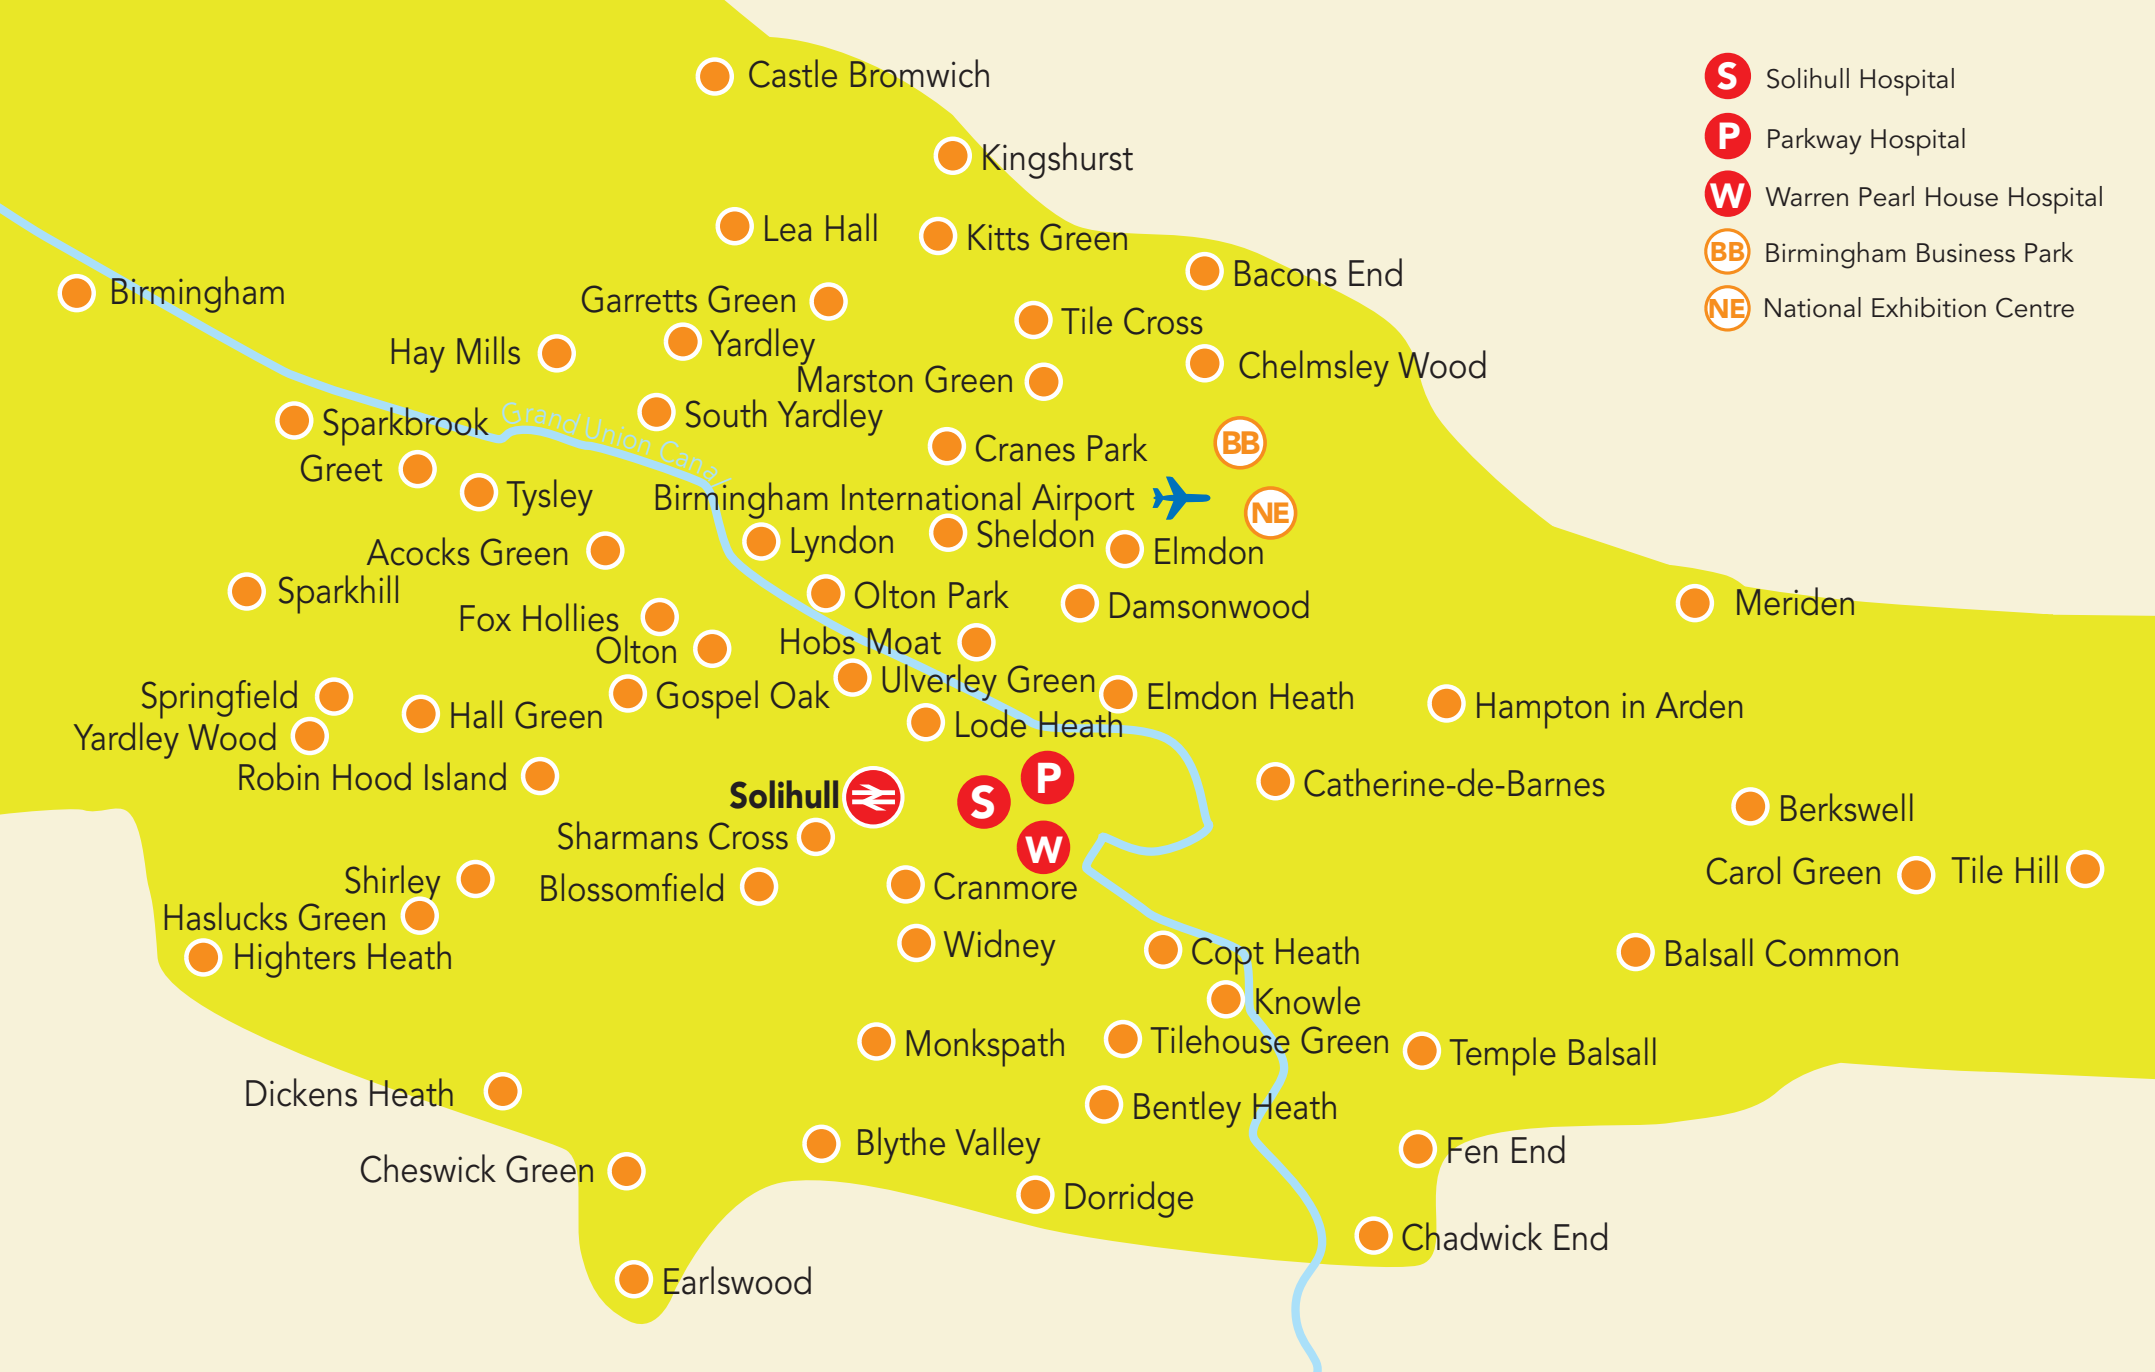 Castle Bromwich
S Solihull Hospital
Kingshurst
P Parkway Hospital
W Warren Pearl House Hospital
Lea Hall
Kitts Green
BB Birmingham Business Park
Bacons End
Birmingham
Garretts Green
NE National Exhibition Centre
Tile Cross
Yardley
Hay Mills
Chelmsley Wood
Marston Green
South Yardley
Sparkbrook
Grand Union Canal
BB
Cranes Park
Greet
Tysley
Birmingham International Airport
NE
Sheldon
Lyndon
Elmdon
Acocks Green
Sparkhill
Olton Park
Damsonwood
Meriden
Fox Hollies
Hobs Moat
Olton
Ulverley Green
Springfield
Gospel Oak
Elmdon Heath
Hampton in Arden
Hall Green
Lode Heath
Yardley Wood
Robin Hood Island
P
Catherine-de-Barnes
Solihull
S
Berkswell
Sharmans Cross
W
Carol Green
Tile Hill
Shirley
Blossomfield
Cranmore
Haslucks Green
Widney
Highters Heath
Copt Heath
Balsall Common
Knowle
Monkspath
Tilehouse Green
Temple Balsall
Dickens Heath
Bentley Heath
Blythe Valley
Fen End
Cheswick Green
Dorridge
Chadwick End
Earlswood